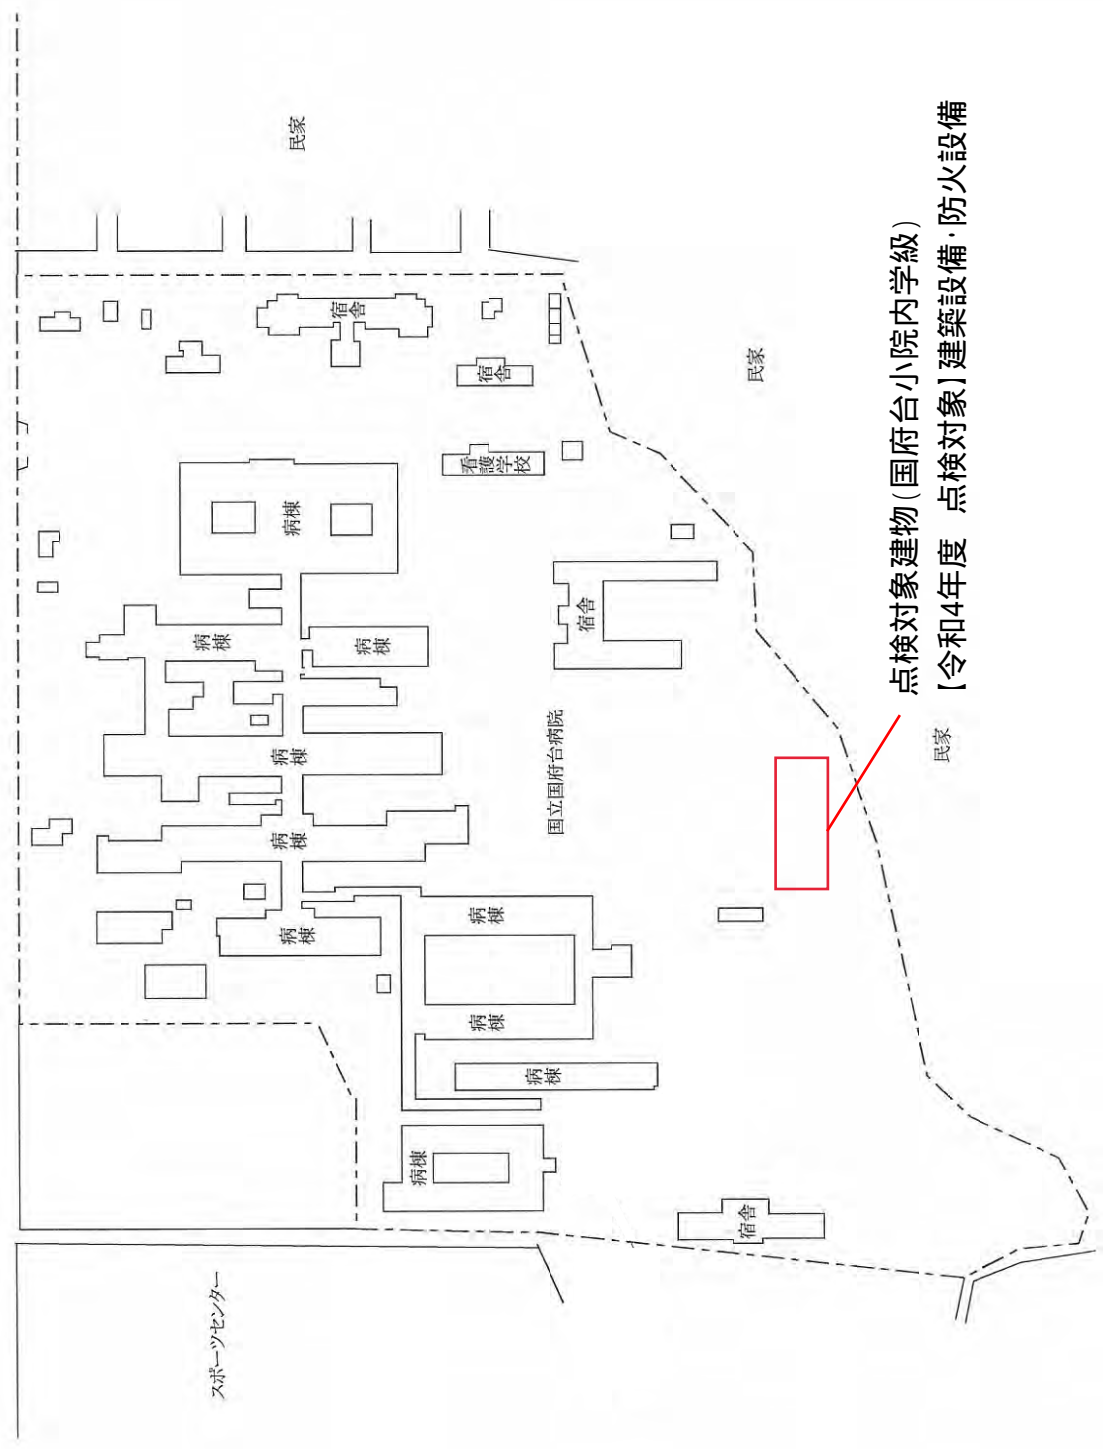 民家
宿舎
宿舎
民家
看護学校
病棟
宿舎
病棟
病棟
国立国府台病院
病棟
民家
病棟
病棟
病棟
病棟
病棟
病棟
宿舎
スポーツセンター
点検対象建物(国府台小院内学級)
【令和4年度　点検対象】建築設備・防火設備